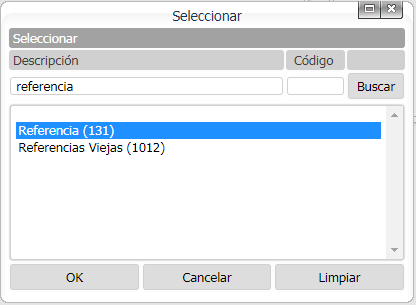 Seleccionar
Seleccionar
Descripción Código
referencia Buscar
Referencia (131)
Referencias Viejas (1012)
OK Cancelar Limpiar